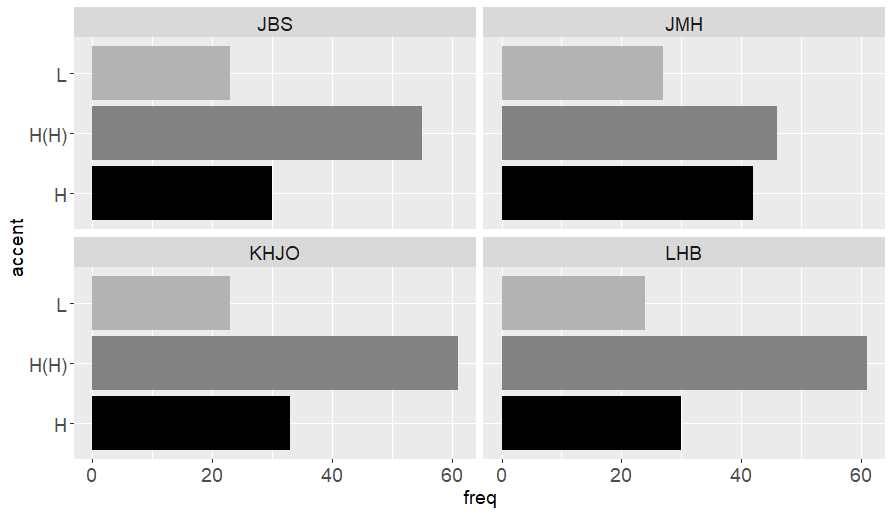 JBS JMH
L
H(H)
H
accent
KHJO LHB
L
H(H)
H
0 20 40 60 0 20 40 60
freq